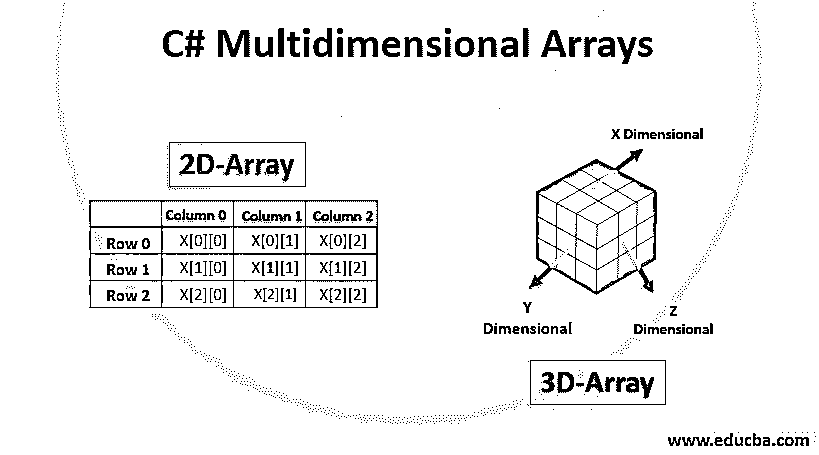 C# Multidimensional Arrays
2D-Array
Column 0 Column 1 Column 2
Row 0 X[0][0] X[0][1] X[0][2]
Row 1 X[1][0] X[1][1] X[1][2]
Row 2 X[2][0] X[2][1] X[2][2]
X Dimensional
Y
Dimensional
Z
Dimensional
3D-Array
www.educba.com